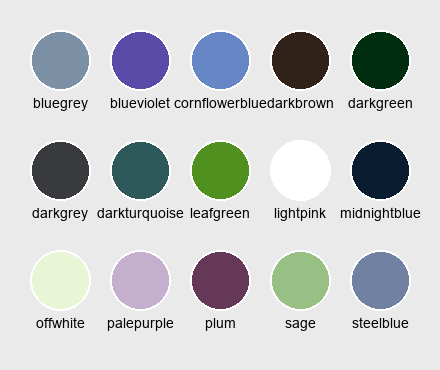 bluegrey blueviolet cornflowerblue darkbrown darkgreen
darkgrey darkturquoise leafgreen lightpink midnightblue
offwhite palepurple plum sage steelblue